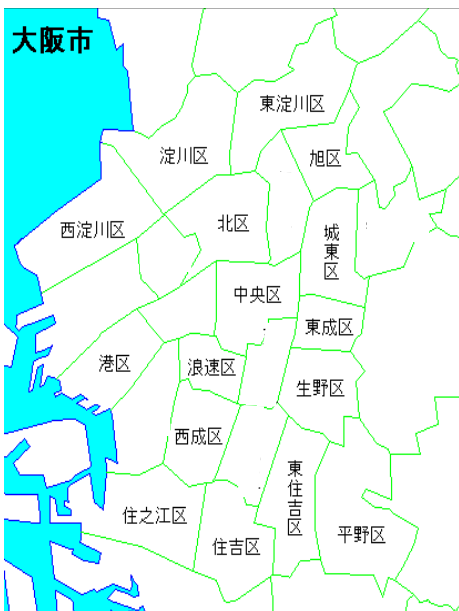 大阪市
東淀川区
淀川区
旭区
西淀川区
北区
城東区
中央区
東成区
港区
浪速区
生野区
西成区
東住吉区
住之江区
住吉区
平野区